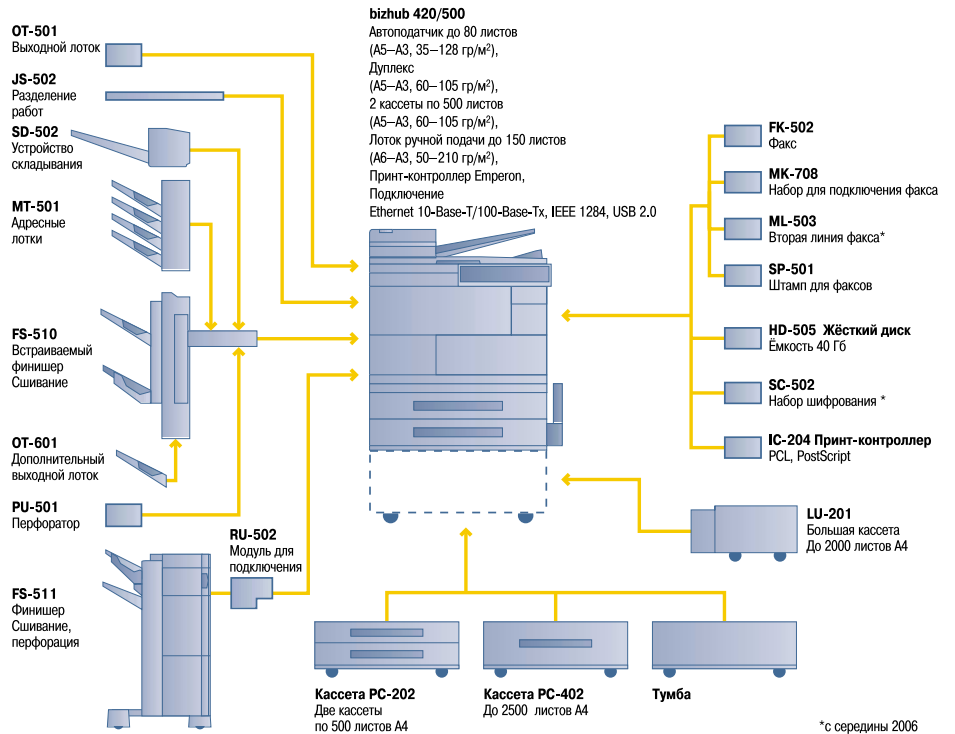 bizhub 420/500
Автоподатчик до 80 листов
(A5–A3, 35–128 гр/м²),
Дуплекс
(A5–A3, 60–105 гр/м²),
2 кассеты по 500 листов
(A5–A3, 60–105 гр/м²),
Лоток ручной подачи до 150 листов
(A6–A3, 50–210 гр/м²),
Принт-контроллер Emperon,
Подключение
Ethernet 10-Base-T/100-Base-Tx, IEEE 1284, USB 2.0
OT-501
Выходной лоток
JS-502
Разделение
работ
SD-502
Устройство
складывания
MT-501
Адресные
лотки
FS-510
Встраиваемый
финишер
Сшивание
OT-601
Дополнительный
выходной лоток
PU-501
Перфоратор
RU-502
Модуль для
подключения
FS-511
Финишер
Сшивание,
перфорация
FK-502
Факс
MK-708
Набор для подключения факса
ML-503
Вторая линия факса*
SP-501
Штамп для факсов
HD-505 Жёсткий диск
Ёмкость 40 Гб
SC-502
Набор шифрования *
IC-204 Принт-контроллер
PCL, PostScript
LU-201
Большая кассета
До 2000 листов А4
Кассета PC-202
Две кассеты
по 500 листов А4
Кассета PC-402
До 2500 листов А4
Тумба
*с середины 2006